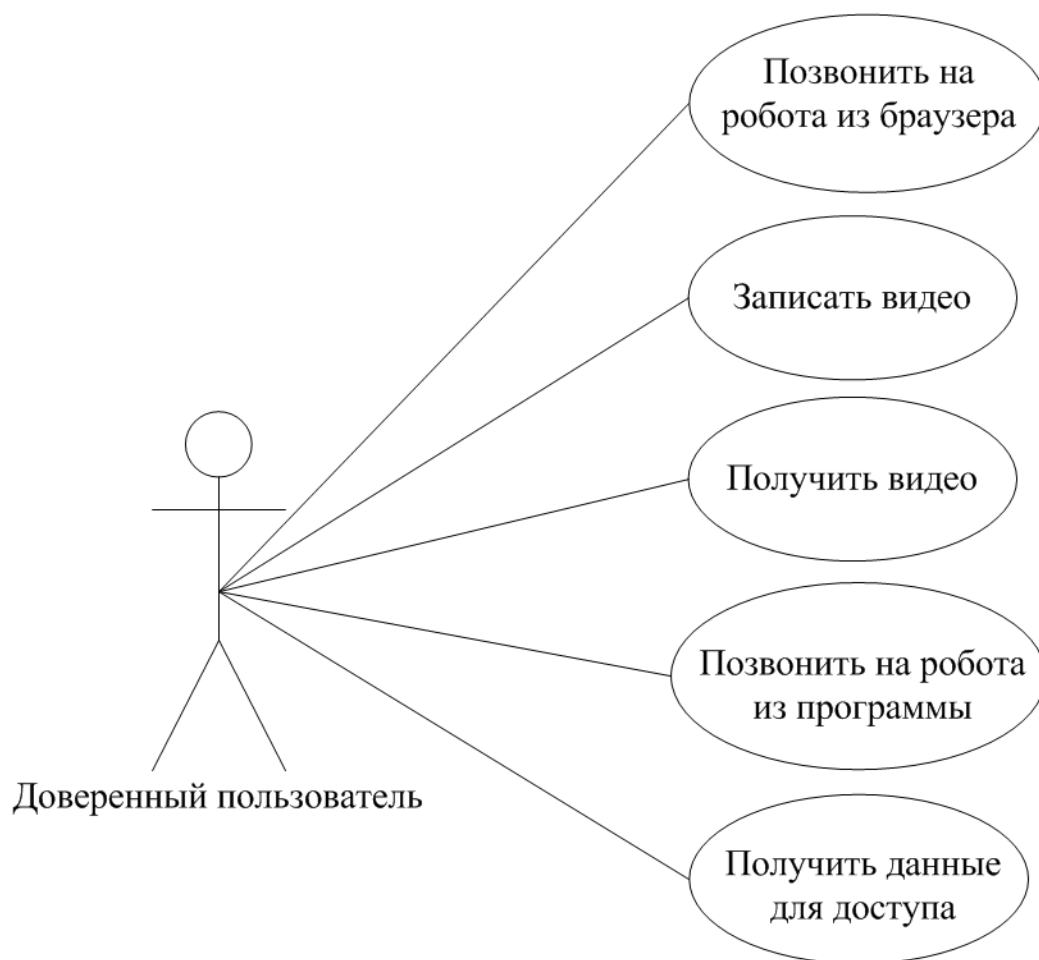 Позвонить на
робота из браузера
Записать видео
Получить видео
Позвонить на робота
из программы
Доверенный пользователь
Получить данные
для доступа